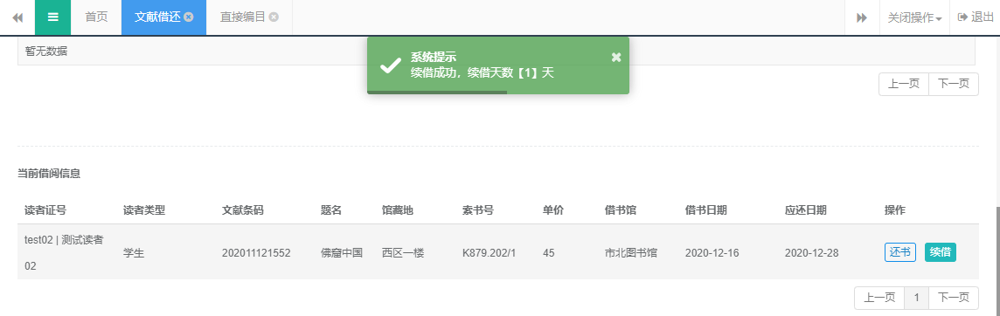 首页 文献借还 直接编目 关闭操作 退出
暂无数据
系统提示
续借成功，续借天数【1】天
上一页 下一页
当前借阅信息
读者证号 读者类型 文献条码 题名 馆藏地 索书号 单价 借书馆 借书日期 应还日期 操作
test02 | 测试读者
02
学生 202011121552 佛窟中国 西区一楼 K879.202/1 45 市北图书馆 2020-12-16 2020-12-28 还书 续借
上一页 1 下一页